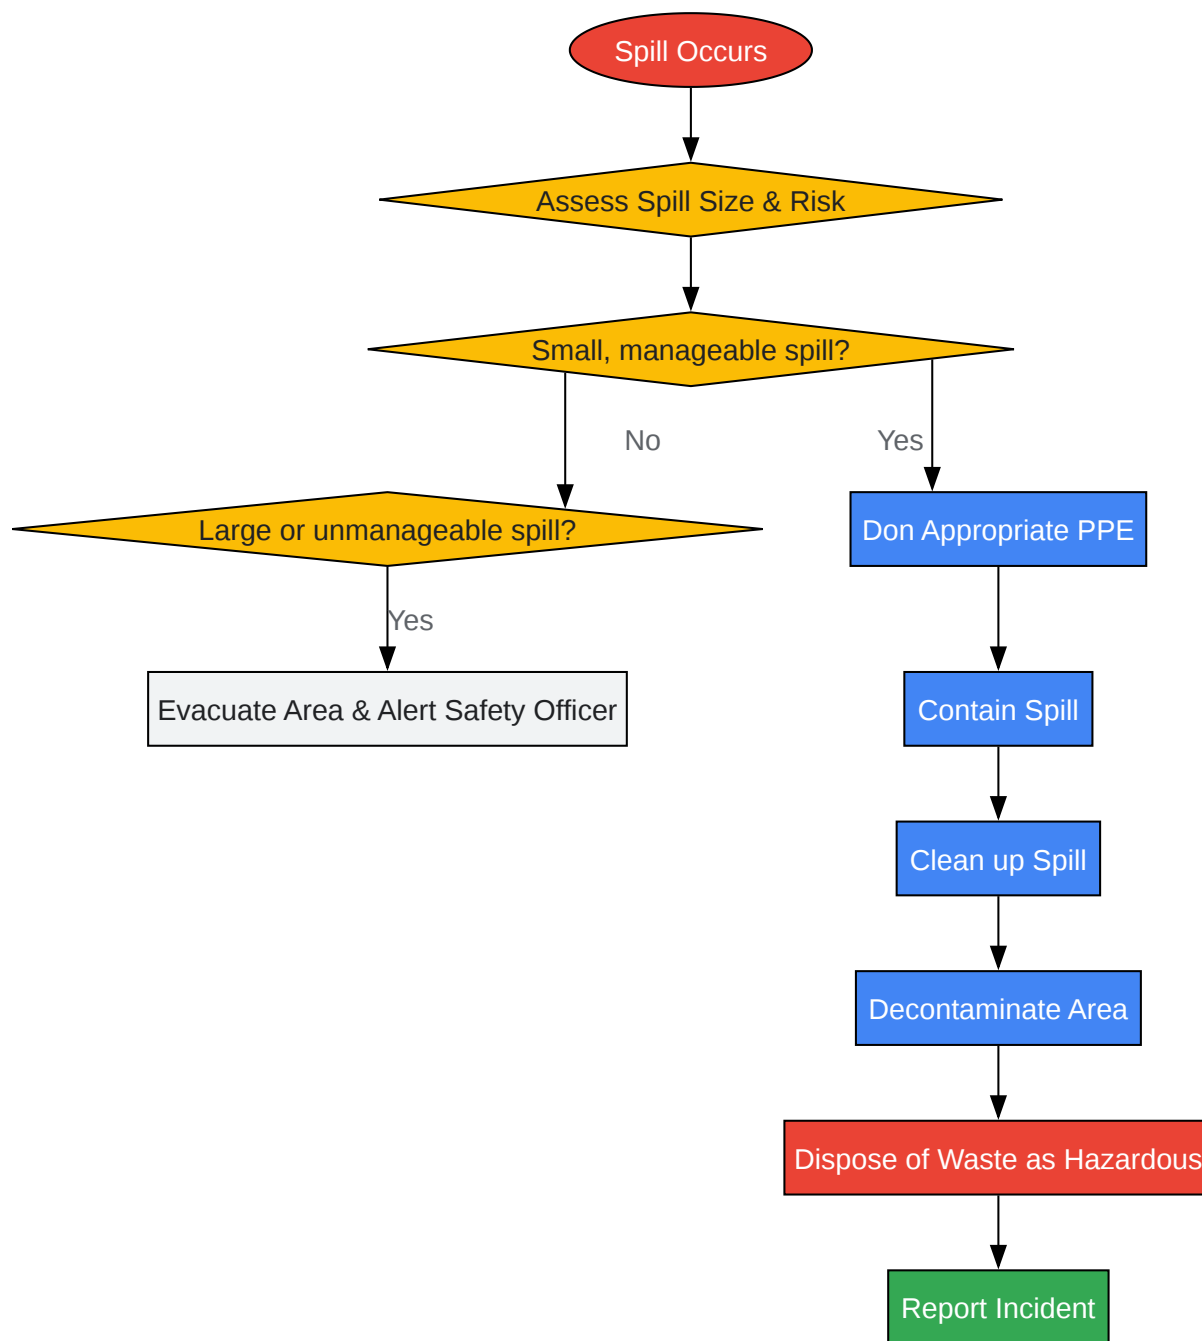 Spill Occurs
Assess Spill Size & Risk
Small, manageable spill?
No
Yes
Large or unmanageable spill?
Don Appropriate PPE
Yes
Evacuate Area & Alert Safety Officer
Contain Spill
Clean up Spill
Decontaminate Area
Dispose of Waste as Hazardous
Report Incident